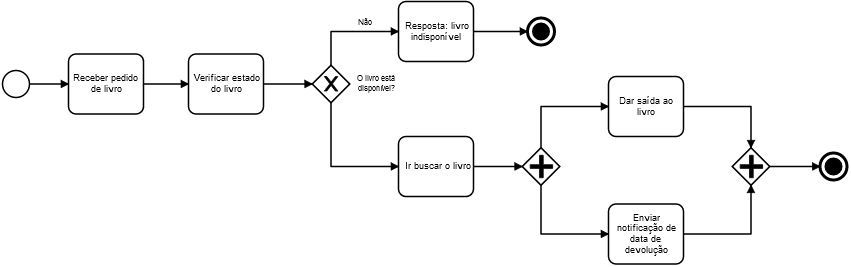 Não
Resposta: livro
indisponível
Receber pedido
de livro
Verificar estado
do livro
O livro está
disponível?
Ir buscar o livro
Dar saída ao
livro
Enviar
notificação de
data de
devolução